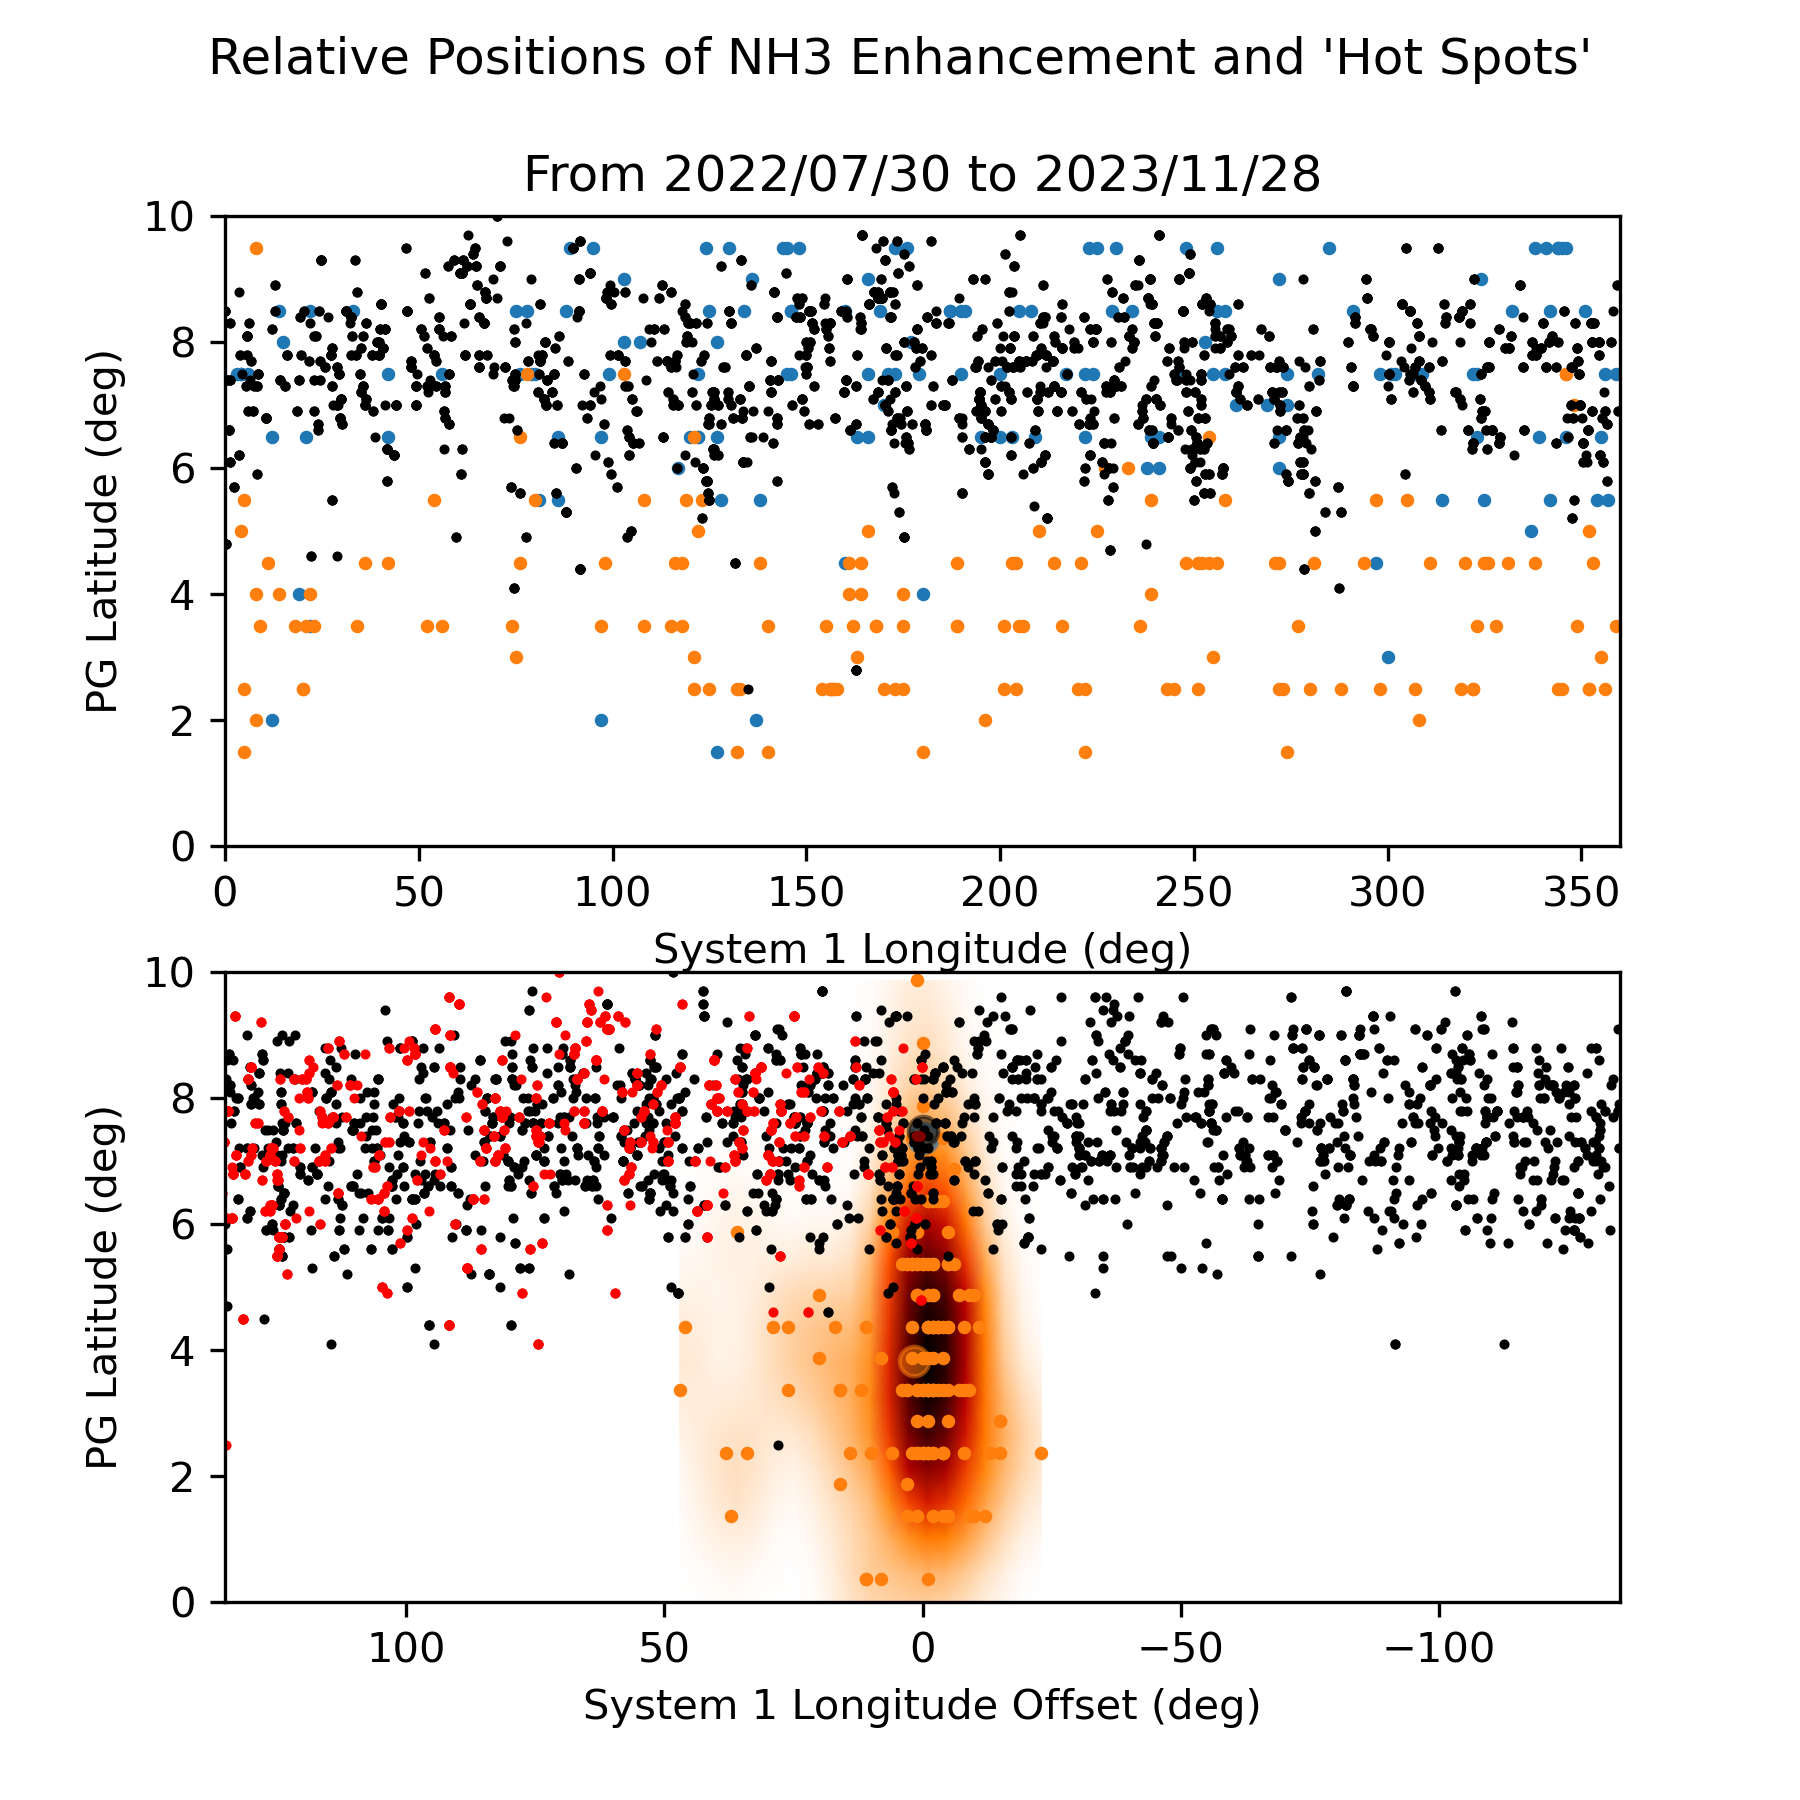 Relative Positions of NH3 Enhancement and 'Hot Spots'
From 2022/07/30 to 2023/11/28
PG Latitude (deg)
10
8
6
4
2
0
0 50 100 150 200 250 300 350
System 1 Longitude (deg)
PG Latitude (deg)
10
8
6
4
2
0
100 50 0 −50 −100
System 1 Longitude Offset (deg)